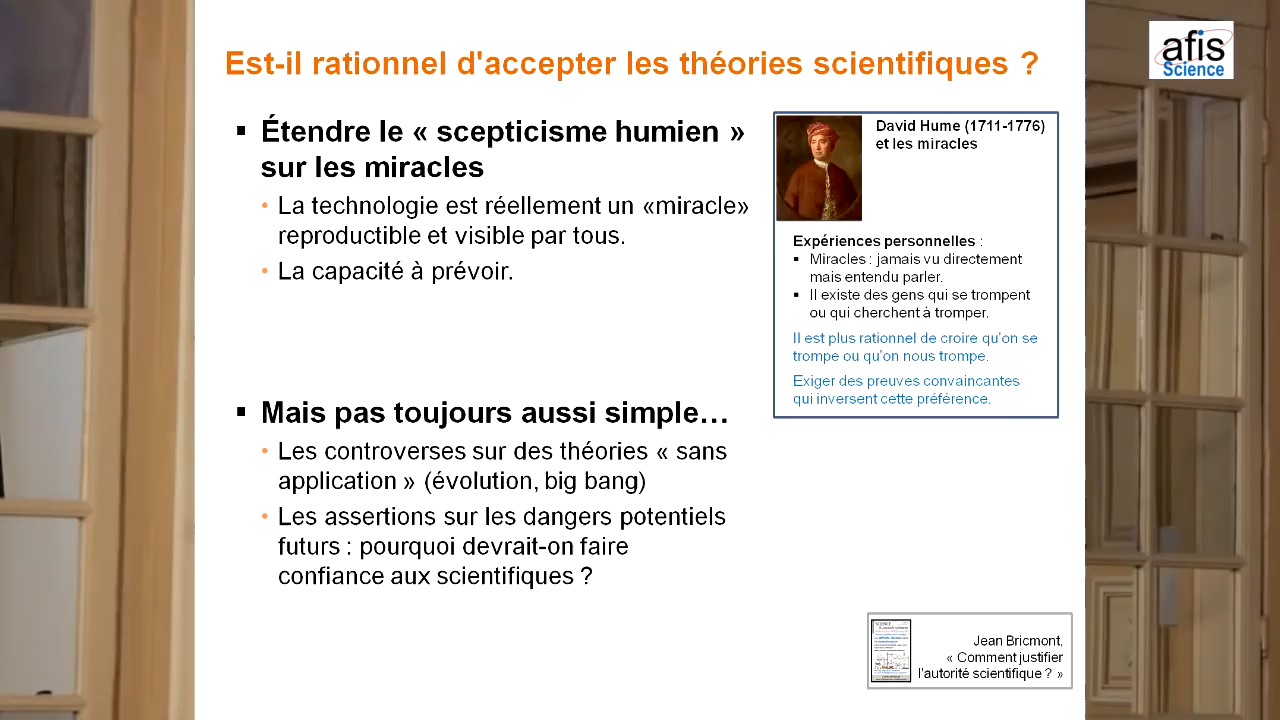 Est-il rationnel d'accepter les théories scientifiques ?
afis
Science
▪ Étendre le « scepticisme humien »
sur les miracles
• La technologie est réellement un «miracle»
reproductible et visible par tous.
• La capacité à prévoir.
David Hume (1711-1776)
et les miracles
Expériences personnelles :
▪ Miracles : jamais vu directement
mais entendu parler.
▪ Il existe des gens qui se trompent
ou qui cherchent à tromper.
Il est plus rationnel de croire qu'on se
trompe ou qu'on nous trompe.
Exiger des preuves convaincantes
qui inversent cette préférence.
▪ Mais pas toujours aussi simple…
• Les controverses sur des théories « sans
application » (évolution, big bang)
• Les assertions sur les dangers potentiels
futurs : pourquoi devrait-on faire
confiance aux scientifiques ?
Jean Bricmont,
« Comment justifier
l'autorité scientifique ? »